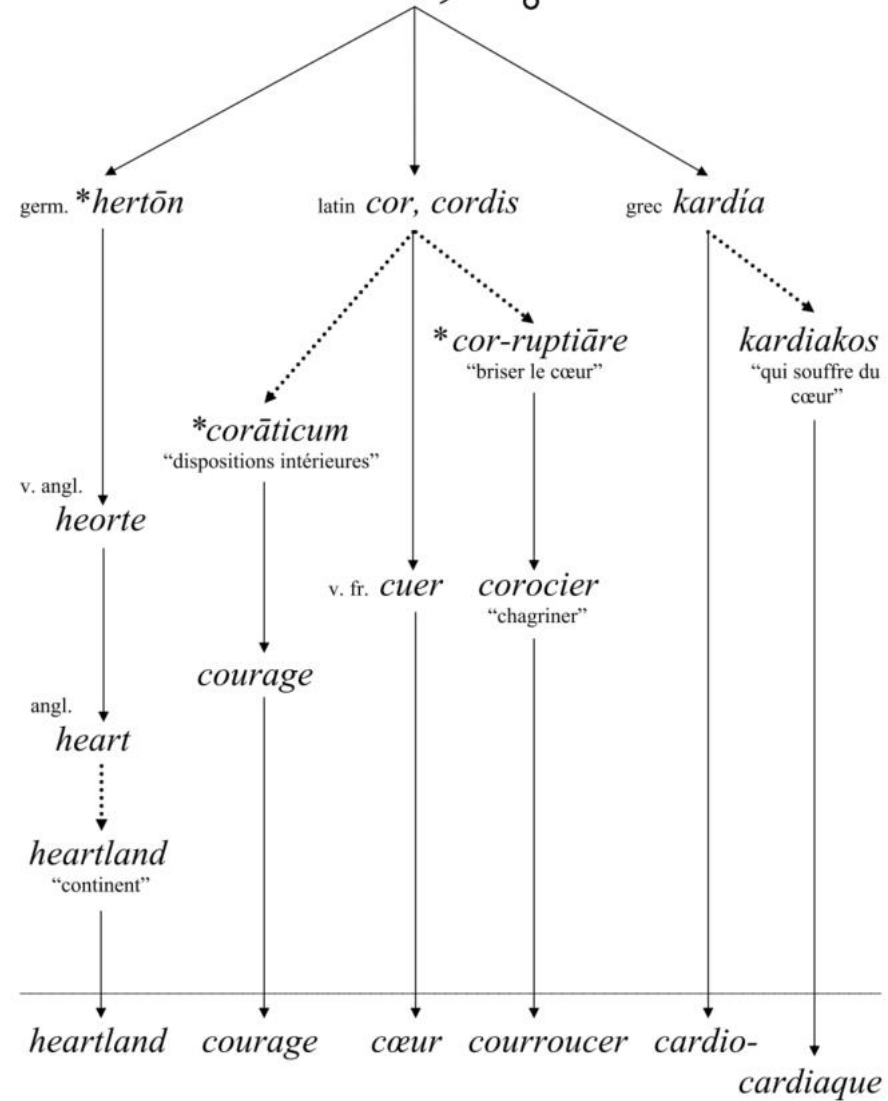 germ. *hertōn
latin cor, cordis
grec kardía
*cor-ruptiāre
“briser le cœur”
kardiakos
“qui souffre du
cœur”
*corāticum
“dispositions intérieures”
v. angl.
heorte
v. fr. cuer
corocier
“chagriner”
courage
angl.
heart
heartland
“continent”
heartland
courage
cœur
courroucer
cardio-
cardiaque